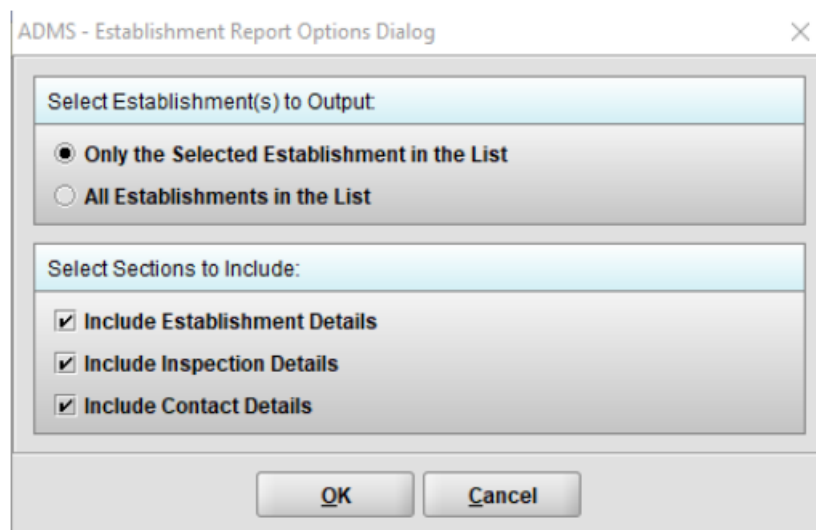 ADMS - Establishment Report Options Dialog
Select Establishment(s) to Output:
Only the Selected Establishment in the List
All Establishments in the List
Select Sections to Include:
Include Establishment Details
Include Inspection Details
Include Contact Details
OK Cancel